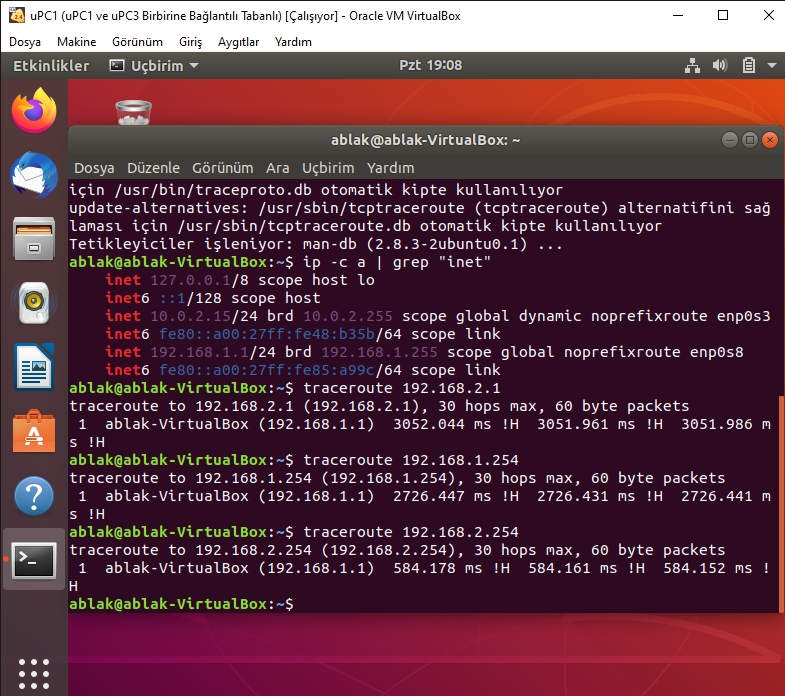 uPC1 (uPC1 ve uPC3 Birbirine Bağlantılı Tabanlı) [Çalışıyor] - Oracle VM VirtualBox
Dosya Makine Görünüm Giriş Aygıtlar Yardım
Etkinlikler Uçbirim Pzt 19:08
ablak@ablak-VirtualBox: ~
Dosya Düzenle Görünüm Ara Uçbirim Yardım
için /usr/bin/traceproto.db otomatik kipte kullanılıyor
update-alternatives: /usr/sbin/tcptraceroute (tcptraceroute) alternatifini sağ
laması için /usr/sbin/tcptraceroute.db otomatik kipte kullanılıyor
Tetikleyiciler işleniyor: man-db (2.8.3-2ubuntu0.1) ...
ablak@ablak-VirtualBox:~$ ip -c a | grep "inet"
inet 127.0.0.1/8 scope host lo
inet6 ::1/128 scope host
inet 10.0.2.15/24 brd 10.0.2.255 scope global dynamic noprefixroute enp0s3
inet6 fe80::a00:27ff:fe48:b35b/64 scope link
inet 192.168.1.1/24 brd 192.168.1.255 scope global noprefixroute enp0s8
inet6 fe80::a00:27ff:fe85:a99c/64 scope link
ablak@ablak-VirtualBox:~$ traceroute 192.168.2.1
traceroute to 192.168.2.1 (192.168.2.1), 30 hops max, 60 byte packets
1 ablak-VirtualBox (192.168.1.1) 3052.044 ms !H 3051.961 ms !H 3051.986 m
s !H
ablak@ablak-VirtualBox:~$ traceroute 192.168.1.254
traceroute to 192.168.1.254 (192.168.1.254), 30 hops max, 60 byte packets
1 ablak-VirtualBox (192.168.1.1) 2726.447 ms !H 2726.431 ms !H 2726.441 m
s !H
ablak@ablak-VirtualBox:~$ traceroute 192.168.2.254
traceroute to 192.168.2.254 (192.168.2.254), 30 hops max, 60 byte packets
1 ablak-VirtualBox (192.168.1.1) 584.178 ms !H 584.161 ms !H 584.152 ms !
H
ablak@ablak-VirtualBox:~$